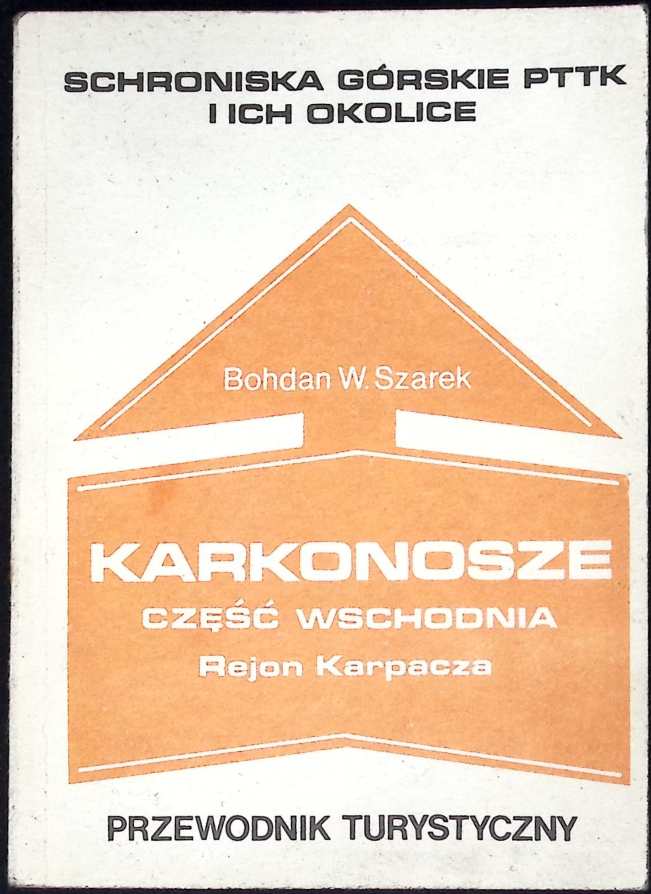 SCHRONISKA GÓRSKIE PTTK
I ICH OKOLICE
Bohdan W. Szarek
KARKONOSZE
CZĘŚĆ WSCHODNIA
Rejon Karpacza
PRZEWODNIK TURYSTYCZNY